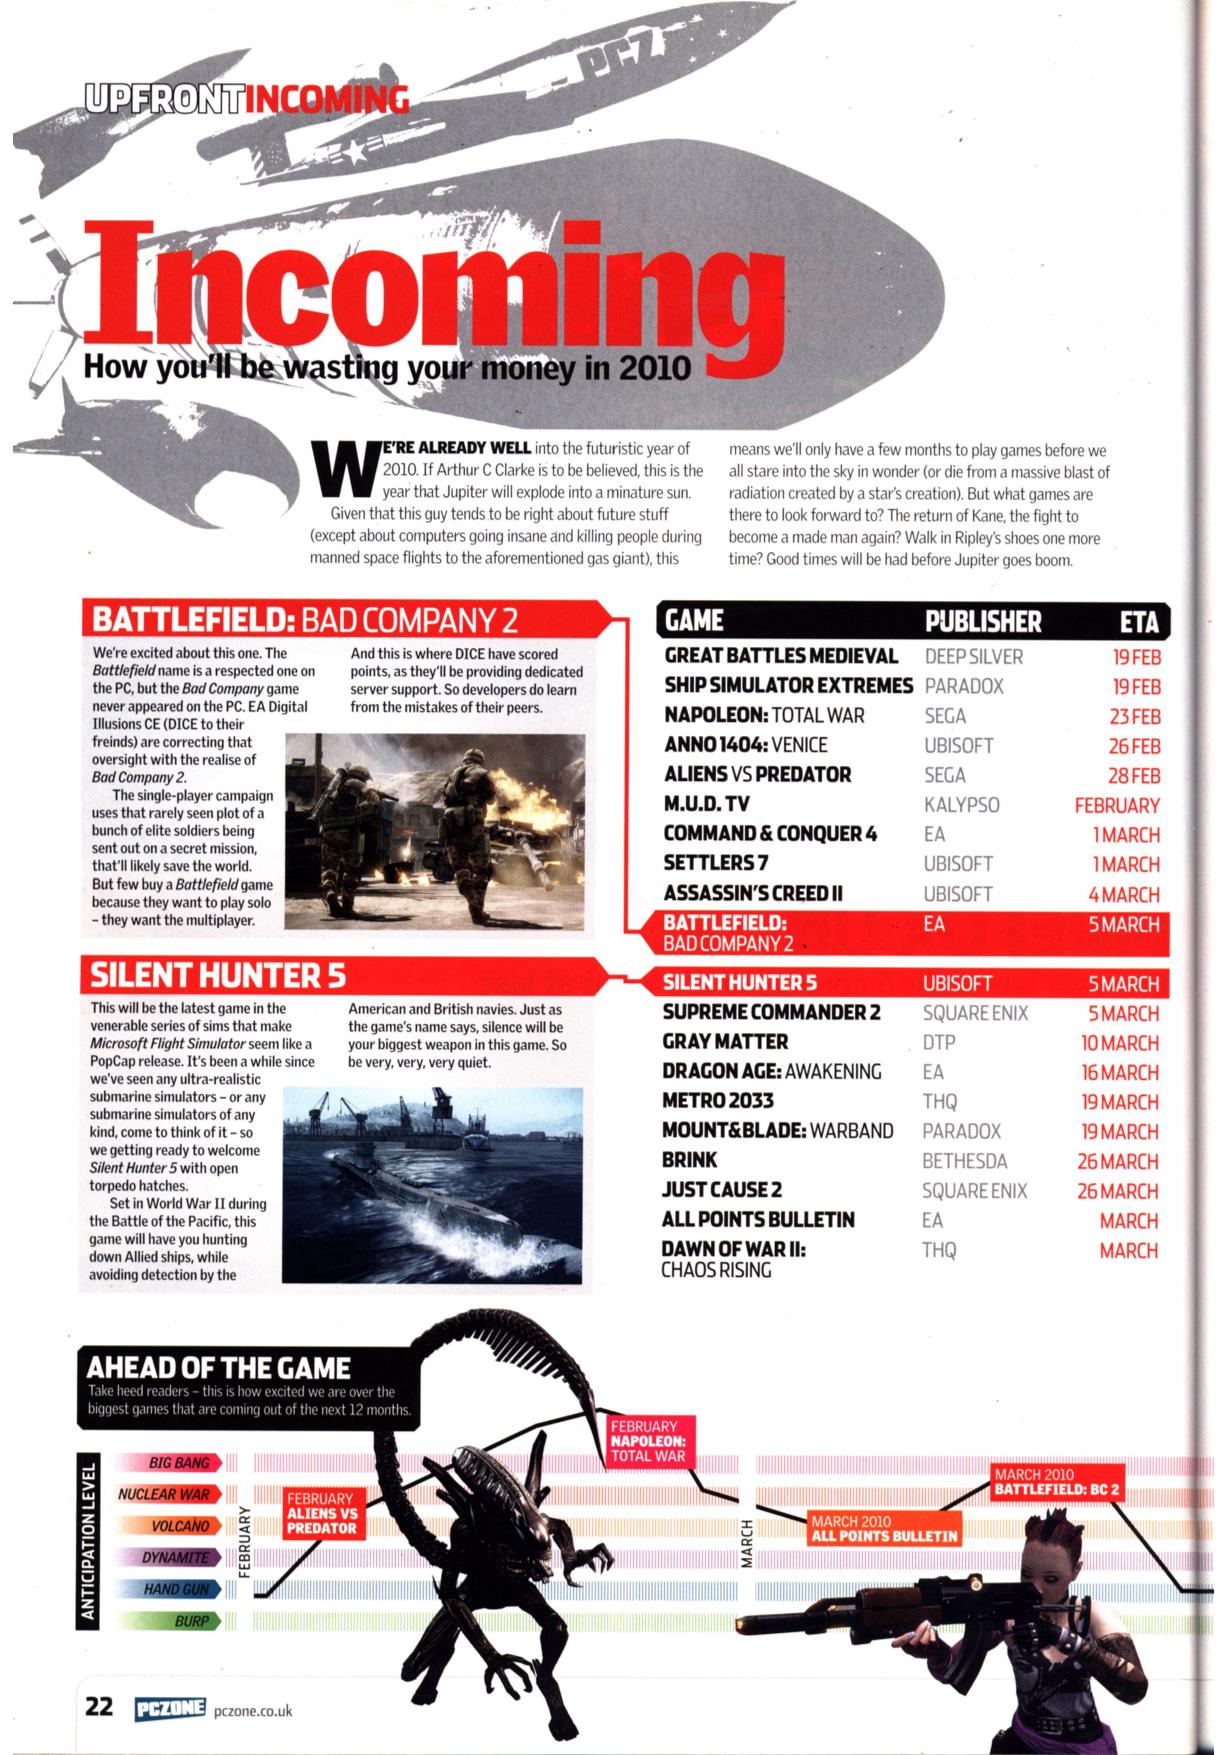 PCZ
UPFRONTINCOMING
Incoming
How you'll be wasting your money in 2010
WE'RE ALREADY WELL into the futuristic year of
2010. If Arthur C Clarke is to be believed, this is the
year that Jupiter will explode into a minature sun.
Given that this guy tends to be right about future stuff
(except about computers going insane and killing people during
manned space flights to the aforementioned gas giant), this
means we'll only have a few months to play games before we
all stare into the sky in wonder (or die from a massive blast of
radiation created by a star's creation). But what games are
there to look forward to? The return of Kane, the fight to
become a made man again? Walk in Ripley's shoes one more
time? Good times will be had before Jupiter goes boom.
BATTLEFIELD: BAD COMPANY 2
We're excited about this one. The
Battlefield name is a respected one on
the PC, but the Bad Company game
never appeared on the PC. EA Digital
Illusions CE (DICE to their
freinds) are correcting that
oversight with the realise of
Bad Company 2.
The single-player campaign
uses that rarely seen plot of a
bunch of elite soldiers being
sent out on a secret mission,
that'll likely save the world.
But few buy a Battlefield game
because they want to play solo
– they want the multiplayer.
And this is where DICE have scored
points, as they'll be providing dedicated
server support. So developers do learn
from the mistakes of their peers.
SILENT HUNTER 5
This will be the latest game in the
venerable series of sims that make
Microsoft Flight Simulator seem like a
PopCap release. It's been a while since
we've seen any ultra-realistic
submarine simulators – or any
submarine simulators of any
kind, come to think of it – so
we getting ready to welcome
Silent Hunter 5 with open
torpedo hatches.
Set in World War II during
the Battle of the Pacific, this
game will have you hunting
down Allied ships, while
avoiding detection by the
American and British navies. Just as
the game's name says, silence will be
your biggest weapon in this game. So
be very, very, very quiet.
GAME PUBLISHER ETA
GREAT BATTLES MEDIEVAL DEEP SILVER 19 FEB
SHIP SIMULATOR EXTREMES PARADOX 19 FEB
NAPOLEON: TOTAL WAR SEGA 23 FEB
ANNO 1404: VENICE UBISOFT 26 FEB
ALIENS VS PREDATOR SEGA 28 FEB
M.U.D. TV KALYPSO FEBRUARY
COMMAND & CONQUER 4 EA 1 MARCH
SETTLERS 7 UBISOFT 1 MARCH
ASSASSIN'S CREED II UBISOFT 4 MARCH
BATTLEFIELD: EA 5 MARCH
BAD COMPANY 2
SILENT HUNTER 5 UBISOFT 5 MARCH
SUPREME COMMANDER 2 SQUARE ENIX 5 MARCH
GRAY MATTER DTP 10 MARCH
DRAGON AGE: AWAKENING EA 16 MARCH
METRO 2033 THQ 19 MARCH
MOUNT&BLADE: WARBAND PARADOX 19 MARCH
BRINK BETHESDA 26 MARCH
JUST CAUSE 2 SQUARE ENIX 26 MARCH
ALL POINTS BULLETIN EA MARCH
DAWN OF WAR II: THQ MARCH
CHAOS RISING
AHEAD OF THE GAME
Take heed readers – this is how excited we are over the
biggest games that are coming out of the next 12 months.
ANTICIPATION LEVEL
BIG BANG
NUCLEAR WAR
VOLCANO
DYNAMITE
HAND GUN
BURP
FEBRUARY
FEBRUARY
ALIENS VS
PREDATOR
FEBRUARY
NAPOLEON:
TOTAL WAR
MARCH
MARCH 2010
ALL POINTS BULLETIN
MARCH 2010
BATTLEFIELD: BC 2
22 PCZONE pczone.co.uk